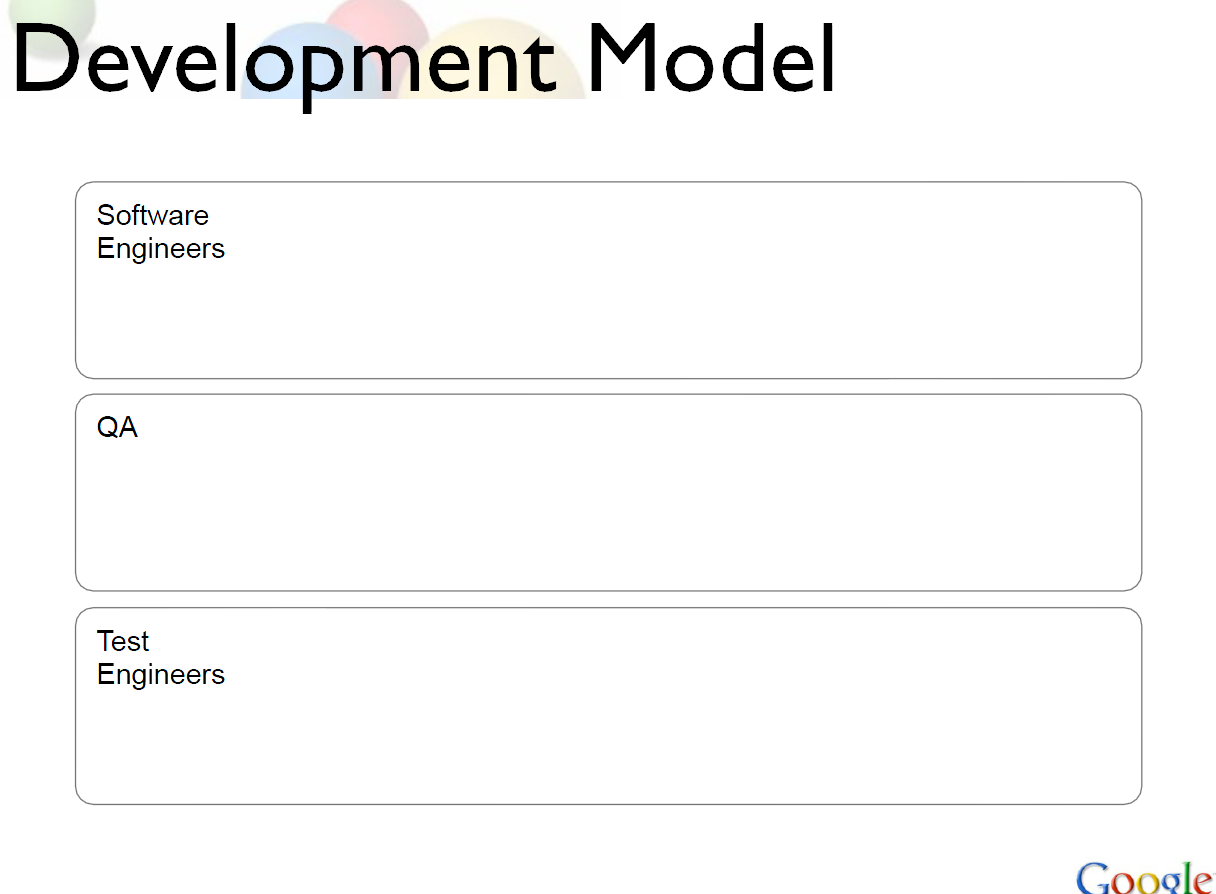 Development Model
Software
Engineers
QA
Test
Engineers
Google